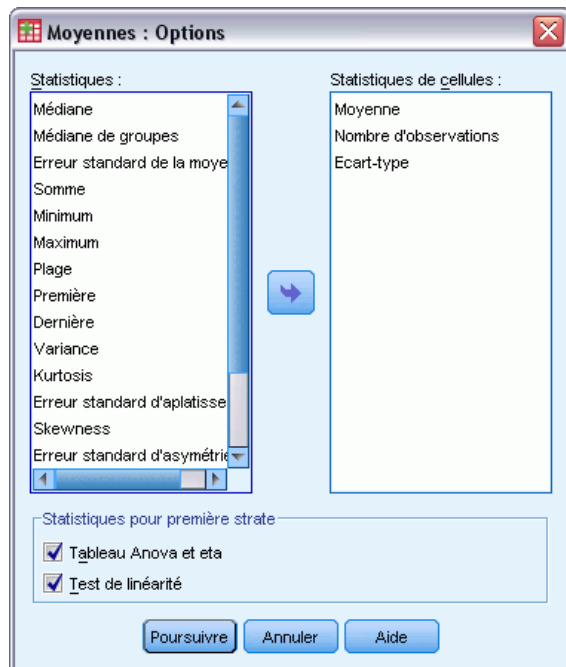 Moyennes : Options
Statistiques :
Médiane
Médiane de groupes
Erreur standard de la moye
Somme
Minimum
Maximum
Plage
Première
Dernière
Variance
Kurtosis
Erreur standard d'aplatisse
Skewness
Erreur standard d'asymétrie
Statistiques de cellules :
Moyenne
Nombre d'observations
Ecart-type
Statistiques pour première strate
Tableau Anova et eta
Test de linéarité
Poursuivre Annuler Aide